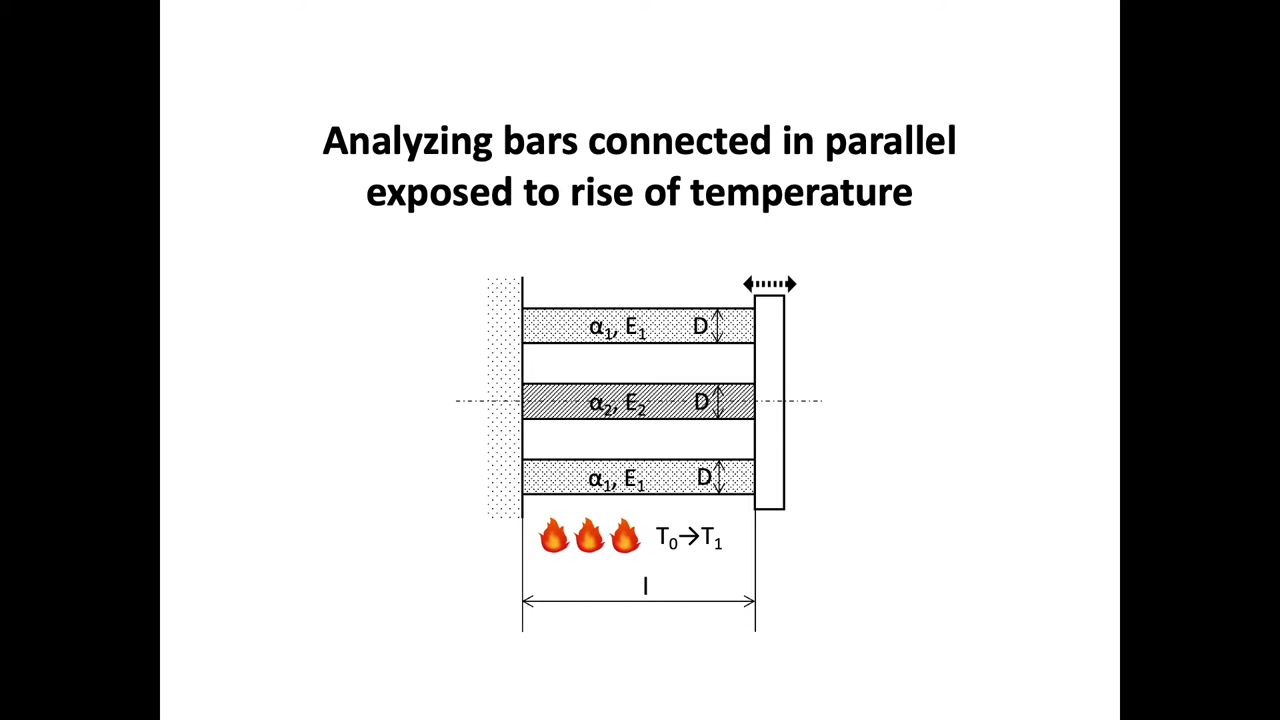 Analyzing bars connected in parallel
exposed to rise of temperature
α₁, E₁ D
α₂, E₂ D
α₁, E₁ D
T₀→T₁
l